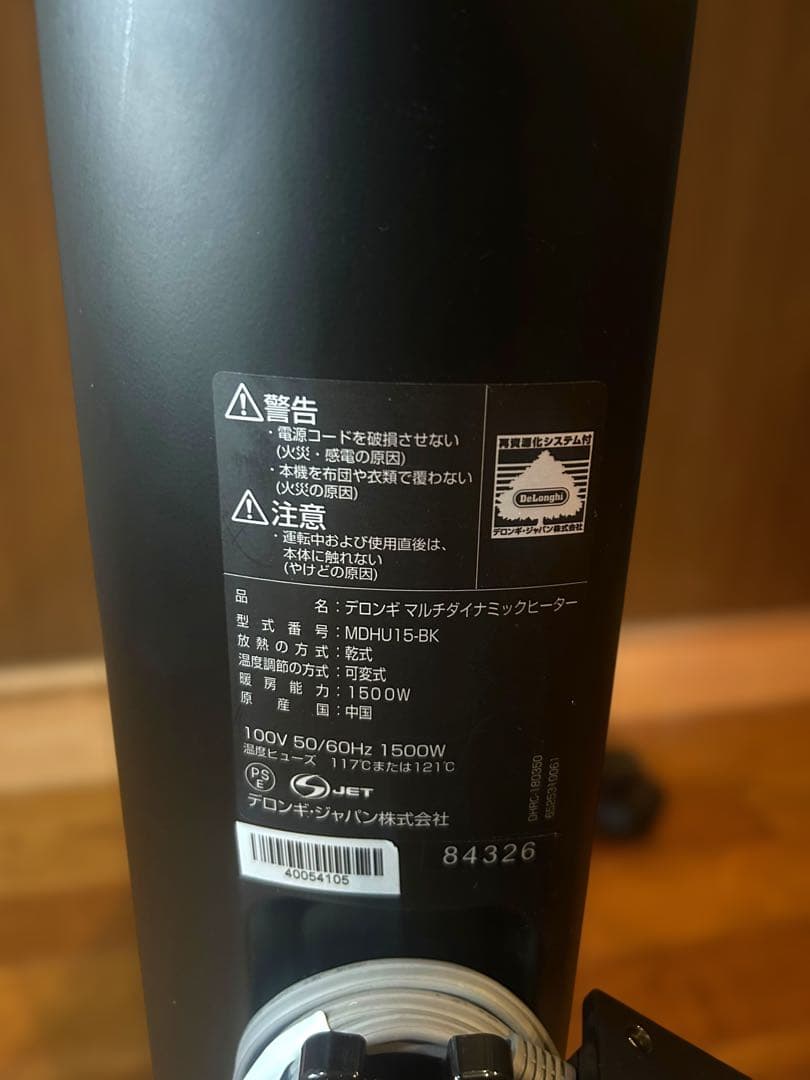 警告
・電源コードを破損させない
(火災・感電の原因)
・本機を布団や衣類で覆わない
(火災の原因)
注意
・運転中および使用直後は、
本体に触れない
(やけどの原因)
再資源化システム付
DeLonghi
デロンギ・ジャパン株式会社
品名：デロンギ マルチダイナミックヒーター
型式番号：MDHU15-BK
放熱の方式：乾式
温度調節の方式：可変式
暖房能力：1500W
原産国：中国
100V 50/60Hz 1500W
温度ヒューズ 117℃または121℃
PSE
JET
デロンギ・ジャパン株式会社
DHRC-180350
6525310061
40054105
84326